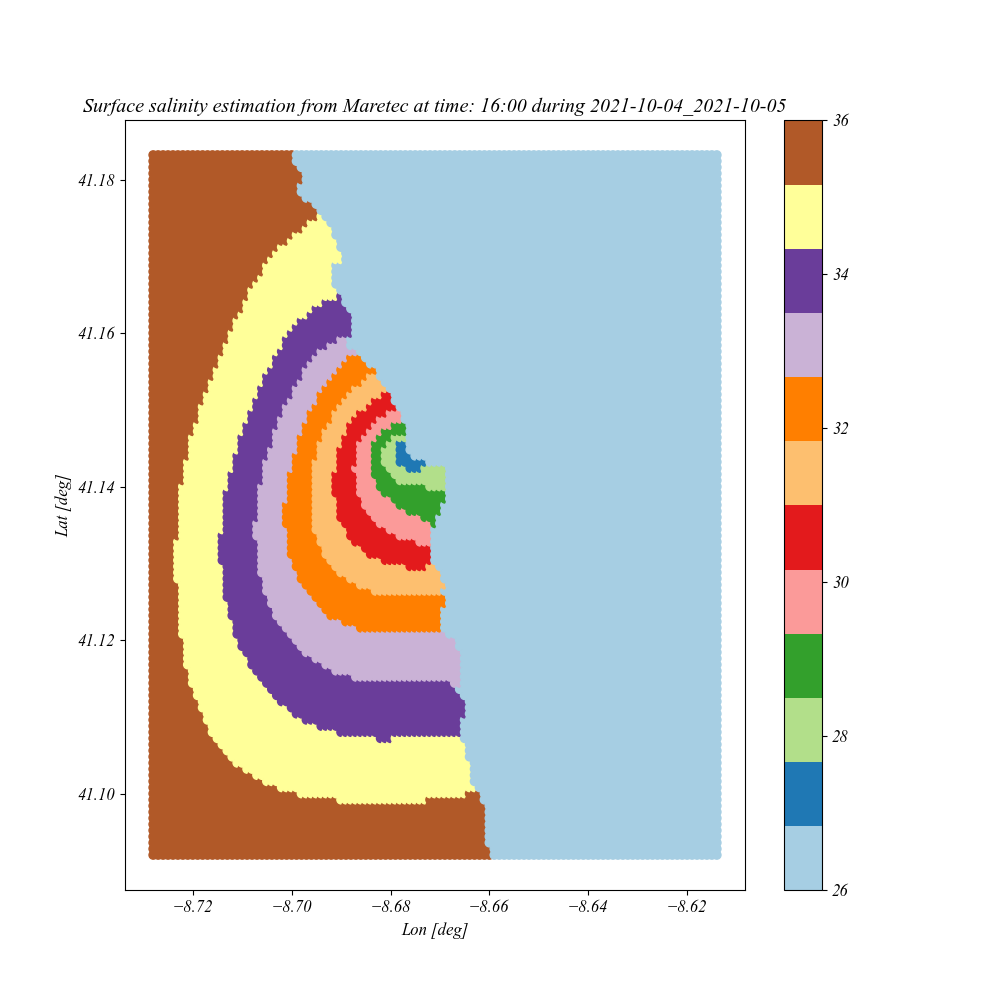 Surface salinity estimation from Maretec at time: 16:00 during 2021-10-04_2021-10-05
36
41.18
34
41.16
32
Lat [deg]
41.14
30
41.12
28
41.10
26
−8.72 −8.70 −8.68 −8.66 −8.64 −8.62
Lon [deg]